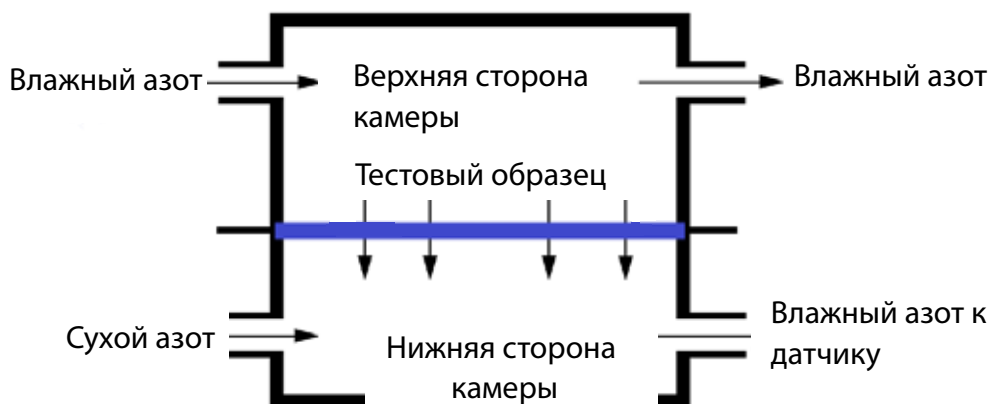 Влажный азот
Верхняя сторона
камеры
Влажный азот
Тестовый образец
Сухой азот
Нижняя сторона
камеры
Влажный азот к
датчику